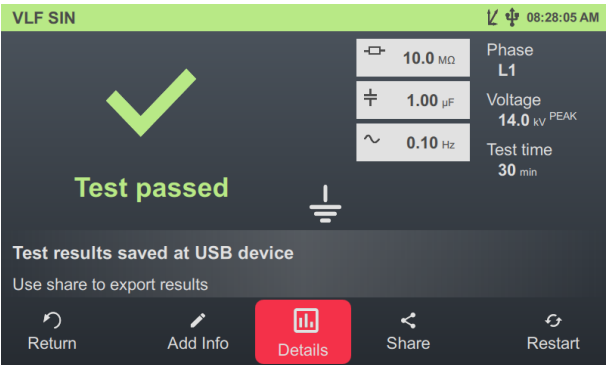 VLF SIN
08:28:05 AM
10.0 MΩ
1.00 µF
0.10 Hz
Phase
L1
Voltage
14.0 kV PEAK
Test time
30 min
Test passed
Test results saved at USB device
Use share to export results
Return
Add Info
Details
Share
Restart